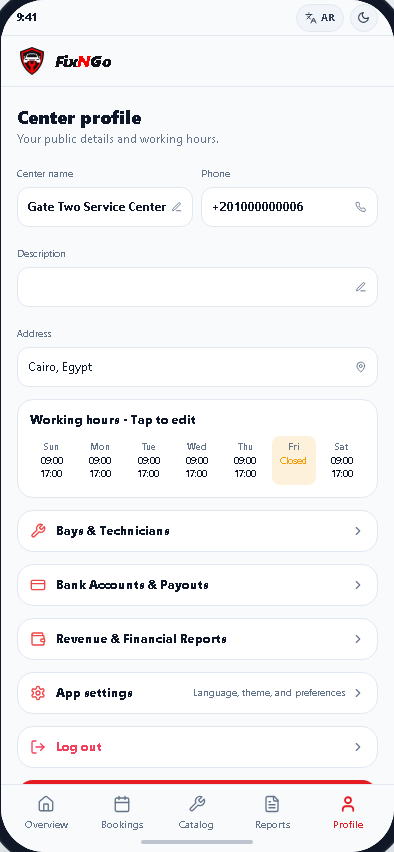 9:41
AR
FixNGo
Center profile
Your public details and working hours.
Center name
Phone
Gate Two Service Center
+201000000006
Description
Address
Cairo, Egypt
Working hours - Tap to edit
Sun Mon Tue Wed Thu Fri Sat
09:00 09:00 09:00 09:00 09:00 Closed 09:00
17:00 17:00 17:00 17:00 17:00 17:00
Bays & Technicians
Bank Accounts & Payouts
Revenue & Financial Reports
App settings Language, theme, and preferences
Log out
Overview Bookings Catalog Reports Profile